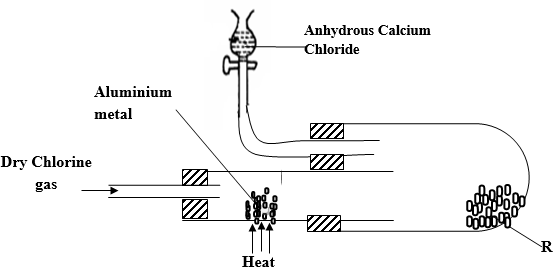 Anhydrous Calcium
Chloride
Aluminium
metal
Dry Chlorine
gas
Heat
R